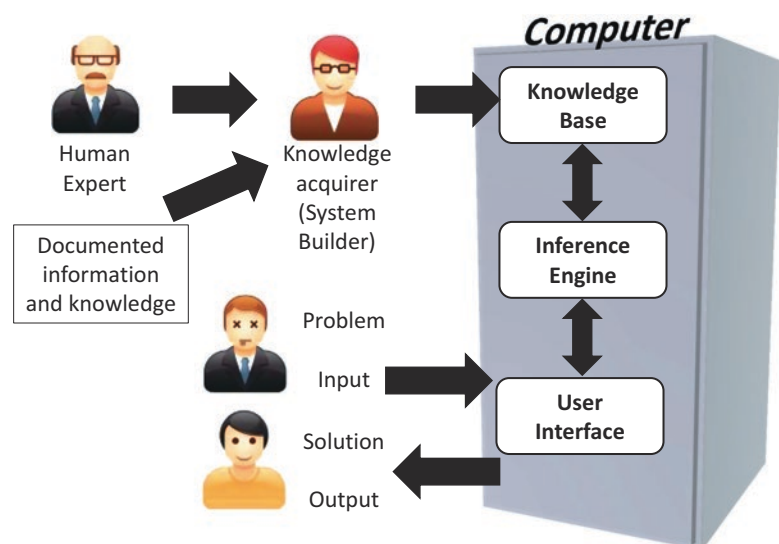 Computer
Human
Expert
Knowledge
acquirer
(System
Builder)
Knowledge
Base
Documented
information
and knowledge
Inference
Engine
Problem
Input
User
Interface
Solution
Output